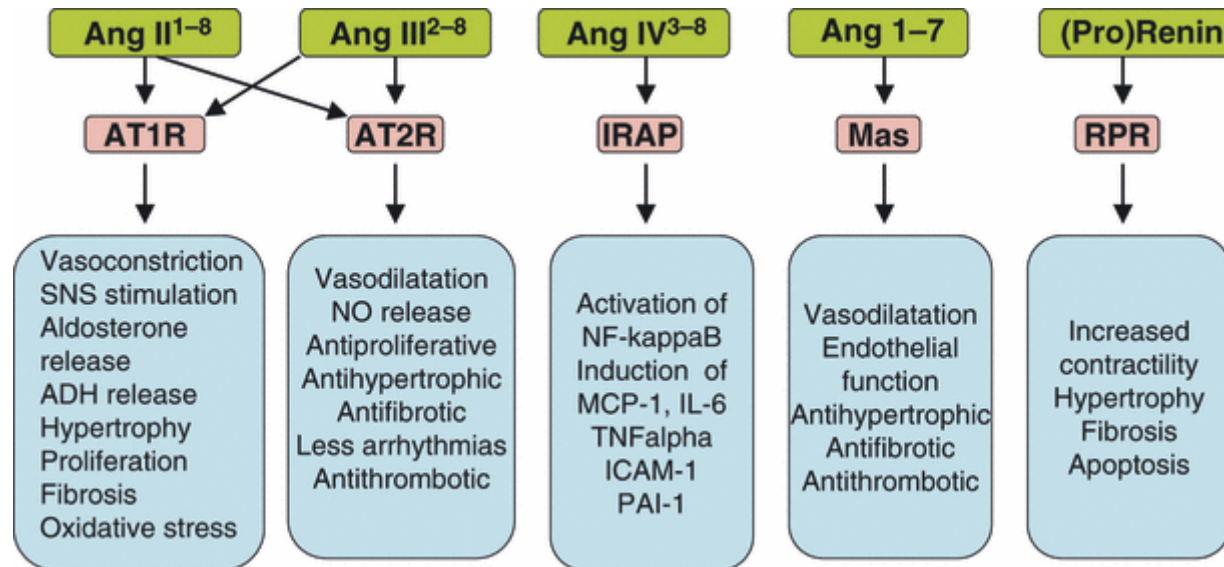 Ang II¹⁻⁸
Ang III²⁻⁸
Ang IV³⁻⁸
Ang 1–7
(Pro)Renin
AT1R
AT2R
IRAP
Mas
RPR
Vasoconstriction
SNS stimulation
Aldosterone
release
ADH release
Hypertrophy
Proliferation
Fibrosis
Oxidative stress
Vasodilatation
NO release
Antiproliferative
Antihypertrophic
Antifibrotic
Less arrhythmias
Antithrombotic
Activation of
NF-kappaB
Induction of
MCP-1, IL-6
TNFalpha
ICAM-1
PAI-1
Vasodilatation
Endothelial
function
Antihypertrophic
Antifibrotic
Antithrombotic
Increased
contractility
Hypertrophy
Fibrosis
Apoptosis